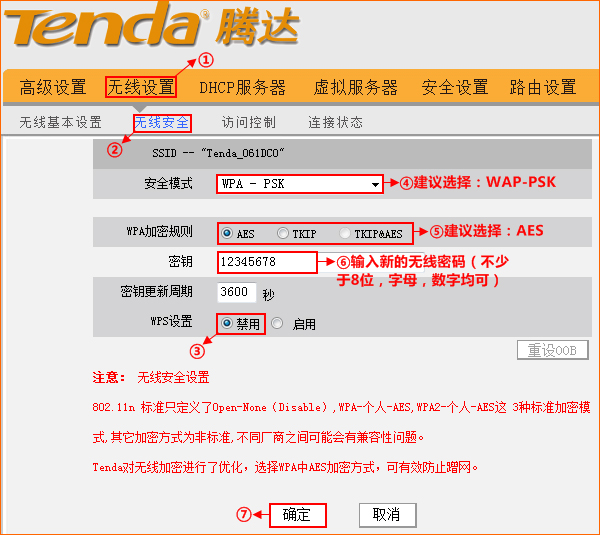 Tenda® 腾达
①
高级设置 无线设置 DHCP服务器 虚拟服务器 安全设置 路由设置
无线基本设置 无线安全 访问控制 连接状态
②
SSID -- "Tenda_061DC0"
安全模式 WPA - PSK ④建议选择：WAP-PSK
WPA加密规则 AES TKIP TKIP&AES ⑤建议选择：AES
密钥 12345678 ⑥输入新的无线密码（不少
于8位，字母，数字均可）
密钥更新周期 3600 秒
WPS设置 禁用 启用
③
重设OOB
注意： 无线安全设置
802.11n 标准只定义了Open-None（Disable）,WPA-个人-AES,WPA2-个人-AES这 3种标准加密模
式,其它加密方式为非标准,不同厂商之间可能会有兼容性问题。
Tenda对无线加密进行了优化，选择WPA中AES加密方式，可有效防止蹭网。
⑦ 确定 取消